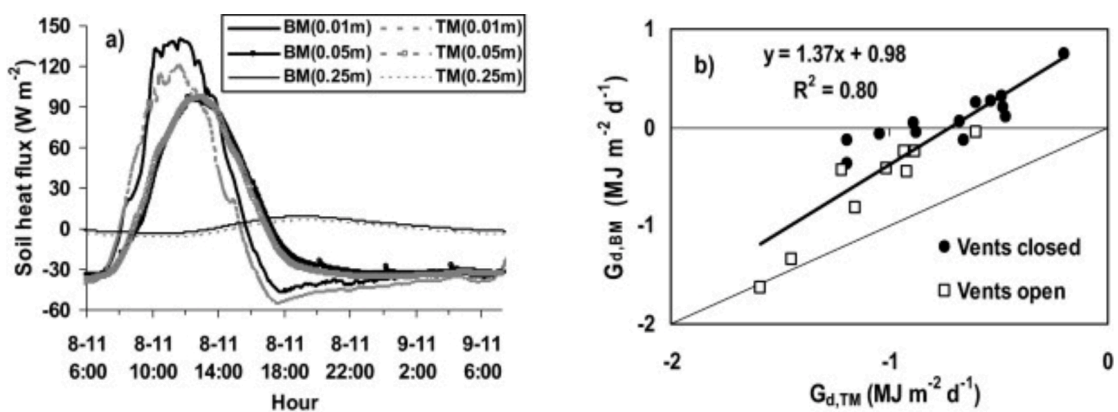 a)
BM(0.01m) TM(0.01m)
BM(0.05m) TM(0.05m)
BM(0.25m) TM(0.25m)
Soil heat flux (W m⁻²)
150
120
90
60
30
0
-30
-60
8-11 8-11 8-11 8-11 8-11 9-11 9-11
6:00 10:00 14:00 18:00 22:00 2:00 6:00
Hour
b)
y = 1.37x + 0.98
R² = 0.80
G_d,BM (MJ m⁻² d⁻¹)
1
0
-1
-2
Vents closed
Vents open
-2 -1 0
G_d,TM (MJ m⁻² d⁻¹)